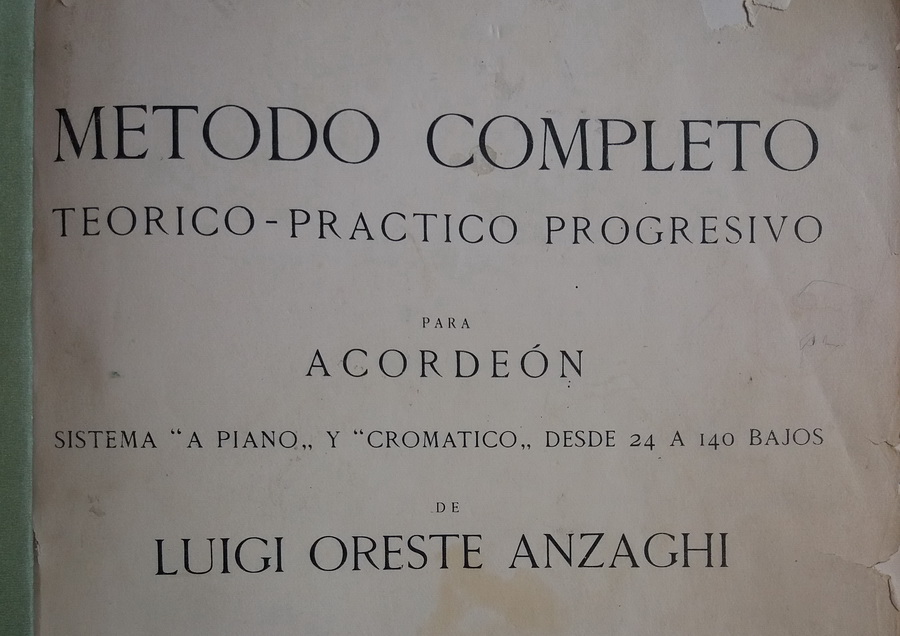 METODO COMPLETO
TEORICO-PRACTICO PROGRESIVO
PARA
ACORDEÓN
SISTEMA “A PIANO„ Y “CROMATICO„ DESDE 24 A 140 BAJOS
DE
LUIGI ORESTE ANZAGHI